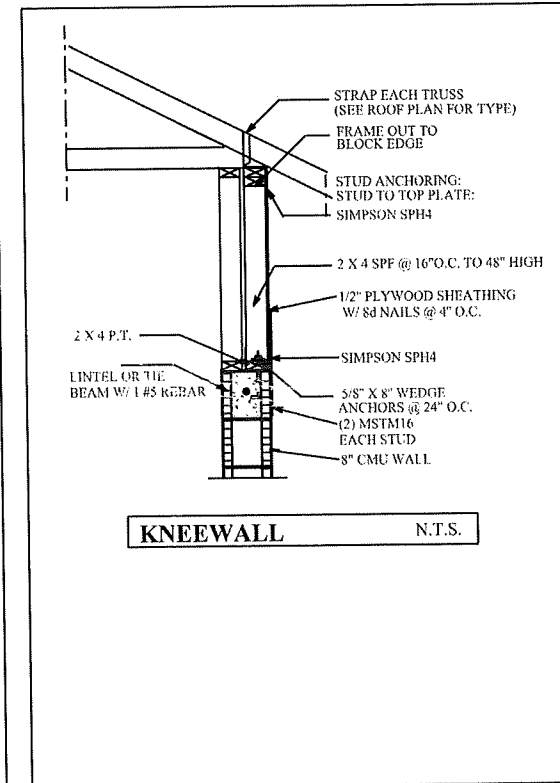 STRAP EACH TRUSS
(SEE ROOF PLAN FOR TYPE)
FRAME OUT TO
BLOCK EDGE
STUD ANCHORING:
STUD TO TOP PLATE:
SIMPSON SPH4
2 X 4 SPF @ 16"O.C. TO 48" HIGH
1/2" PLYWOOD SHEATHING
W/ 8d NAILS @ 4" O.C.
2 X 4 P.T.
SIMPSON SPH4
LINTEL OR TIE
BEAM W/ 1 #5 REBAR
5/8" X 8" WEDGE
ANCHORS @ 24" O.C.
(2) MSTM16
EACH STUD
8" CMU WALL
KNEEWALL N.T.S.